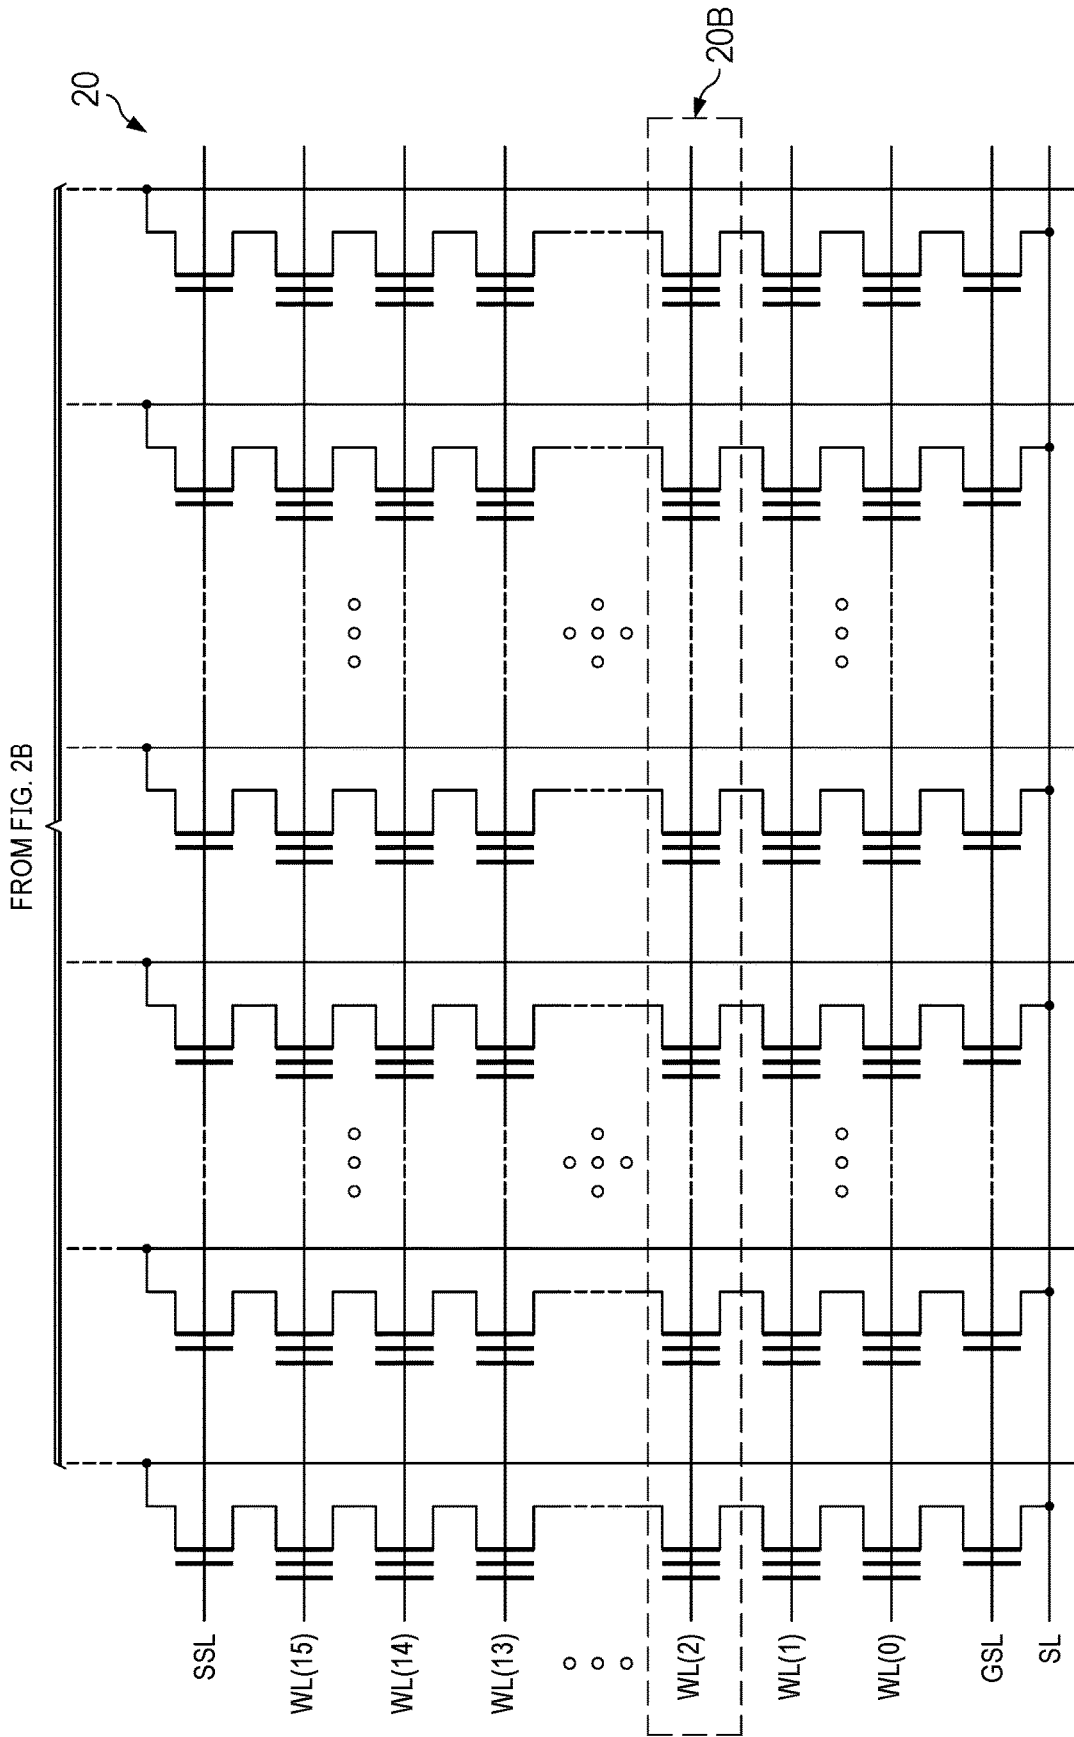 FROM FIG. 2B
20
20B
SSL
WL(15)
WL(14)
WL(13)
WL(2)
WL(1)
WL(0)
GSL
SL